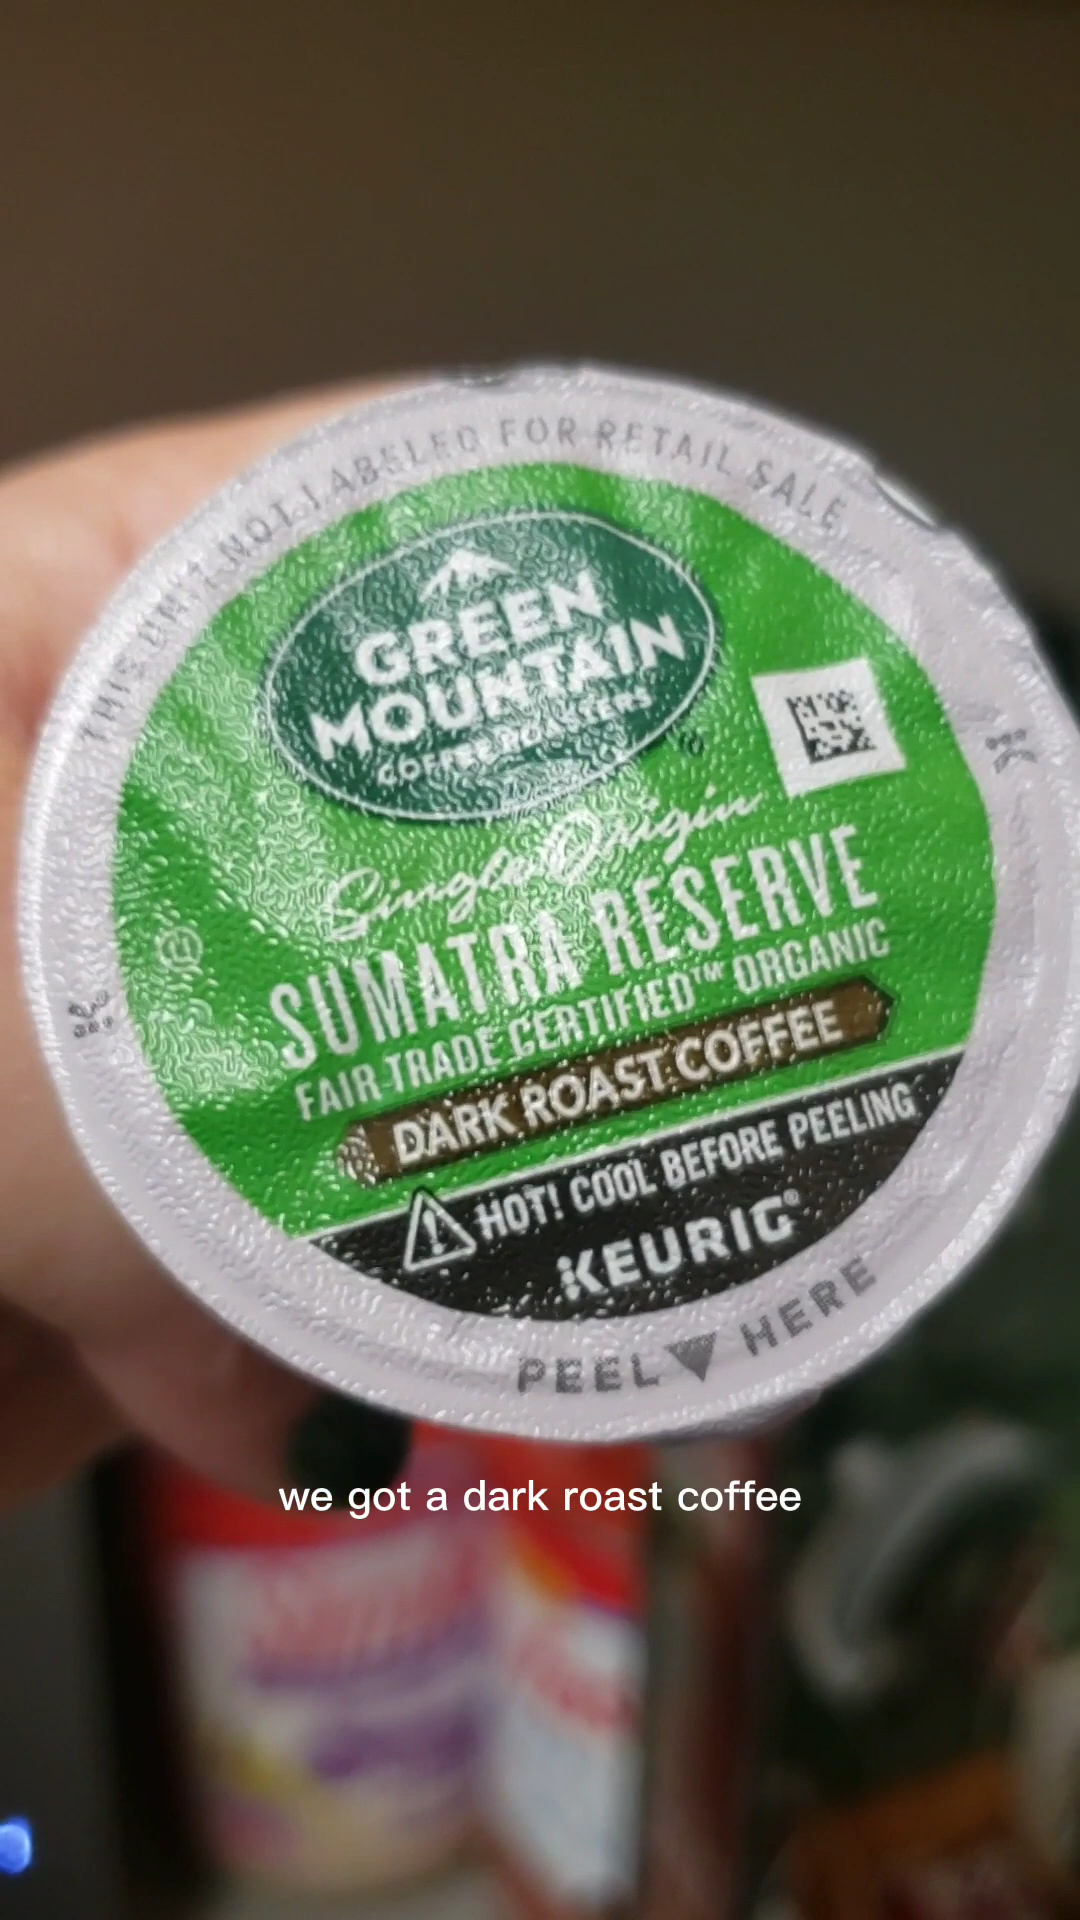 THIS UNIT NOT LABELED FOR RETAIL SALE
GREEN
MOUNTAIN
COFFEE ROASTERS
Single Origin
SUMATRA RESERVE
FAIR TRADE CERTIFIED™ ORGANIC
DARK ROAST COFFEE
HOT! COOL BEFORE PEELING
KEURIG®
PEEL HERE
we got a dark roast coffee